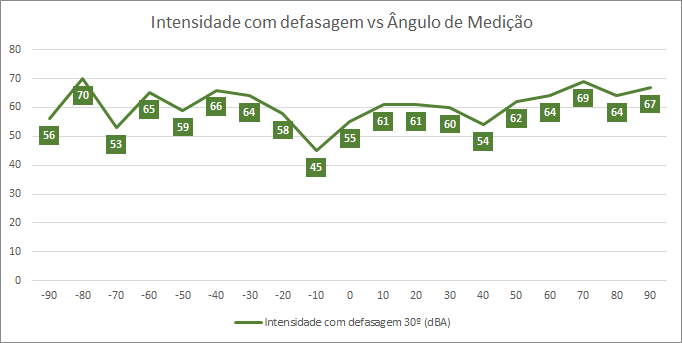 Intensidade com defasagem vs Ângulo de Medição
80
70
60
50
40
30
20
10
0
56 70 53 65 59 66 64 58 45 55 61 61 60 54 62 64 69 64 67
-90 -80 -70 -60 -50 -40 -30 -20 -10 0 10 20 30 40 50 60 70 80 90
Intensidade com defasagem 30º (dBA)